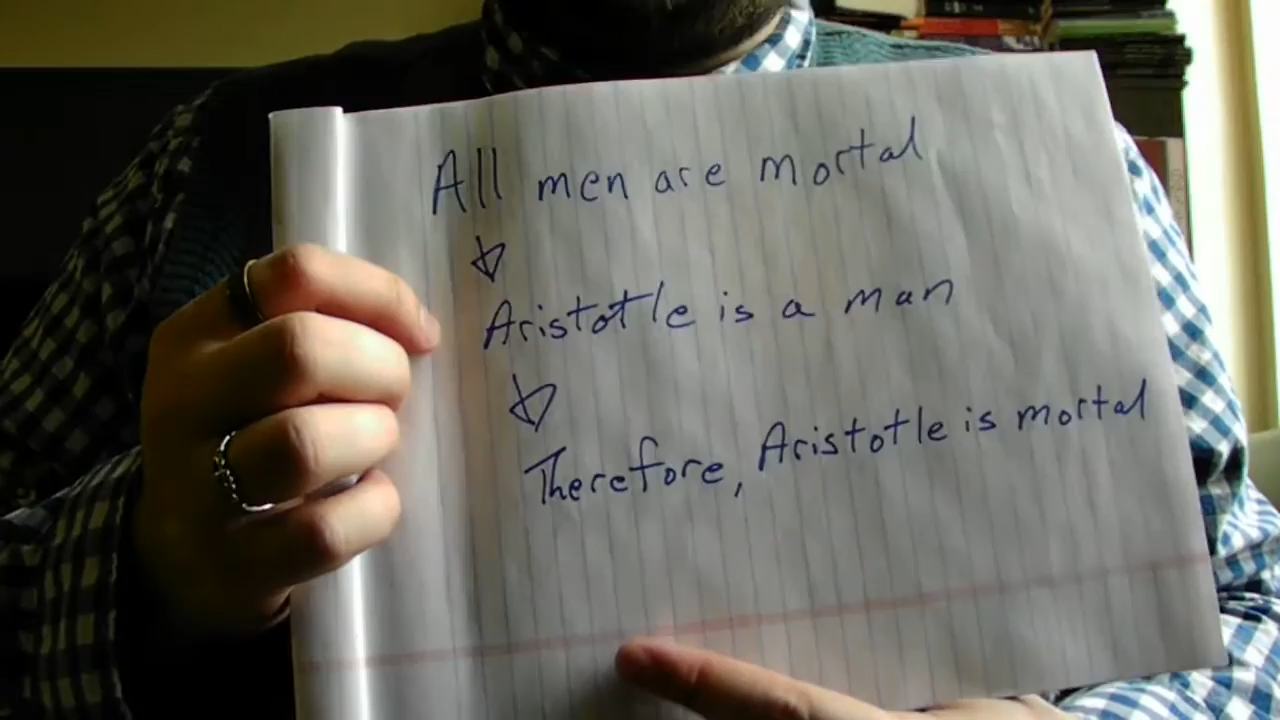 All men are mortal
Aristotle is a man
Therefore, Aristotle is mortal